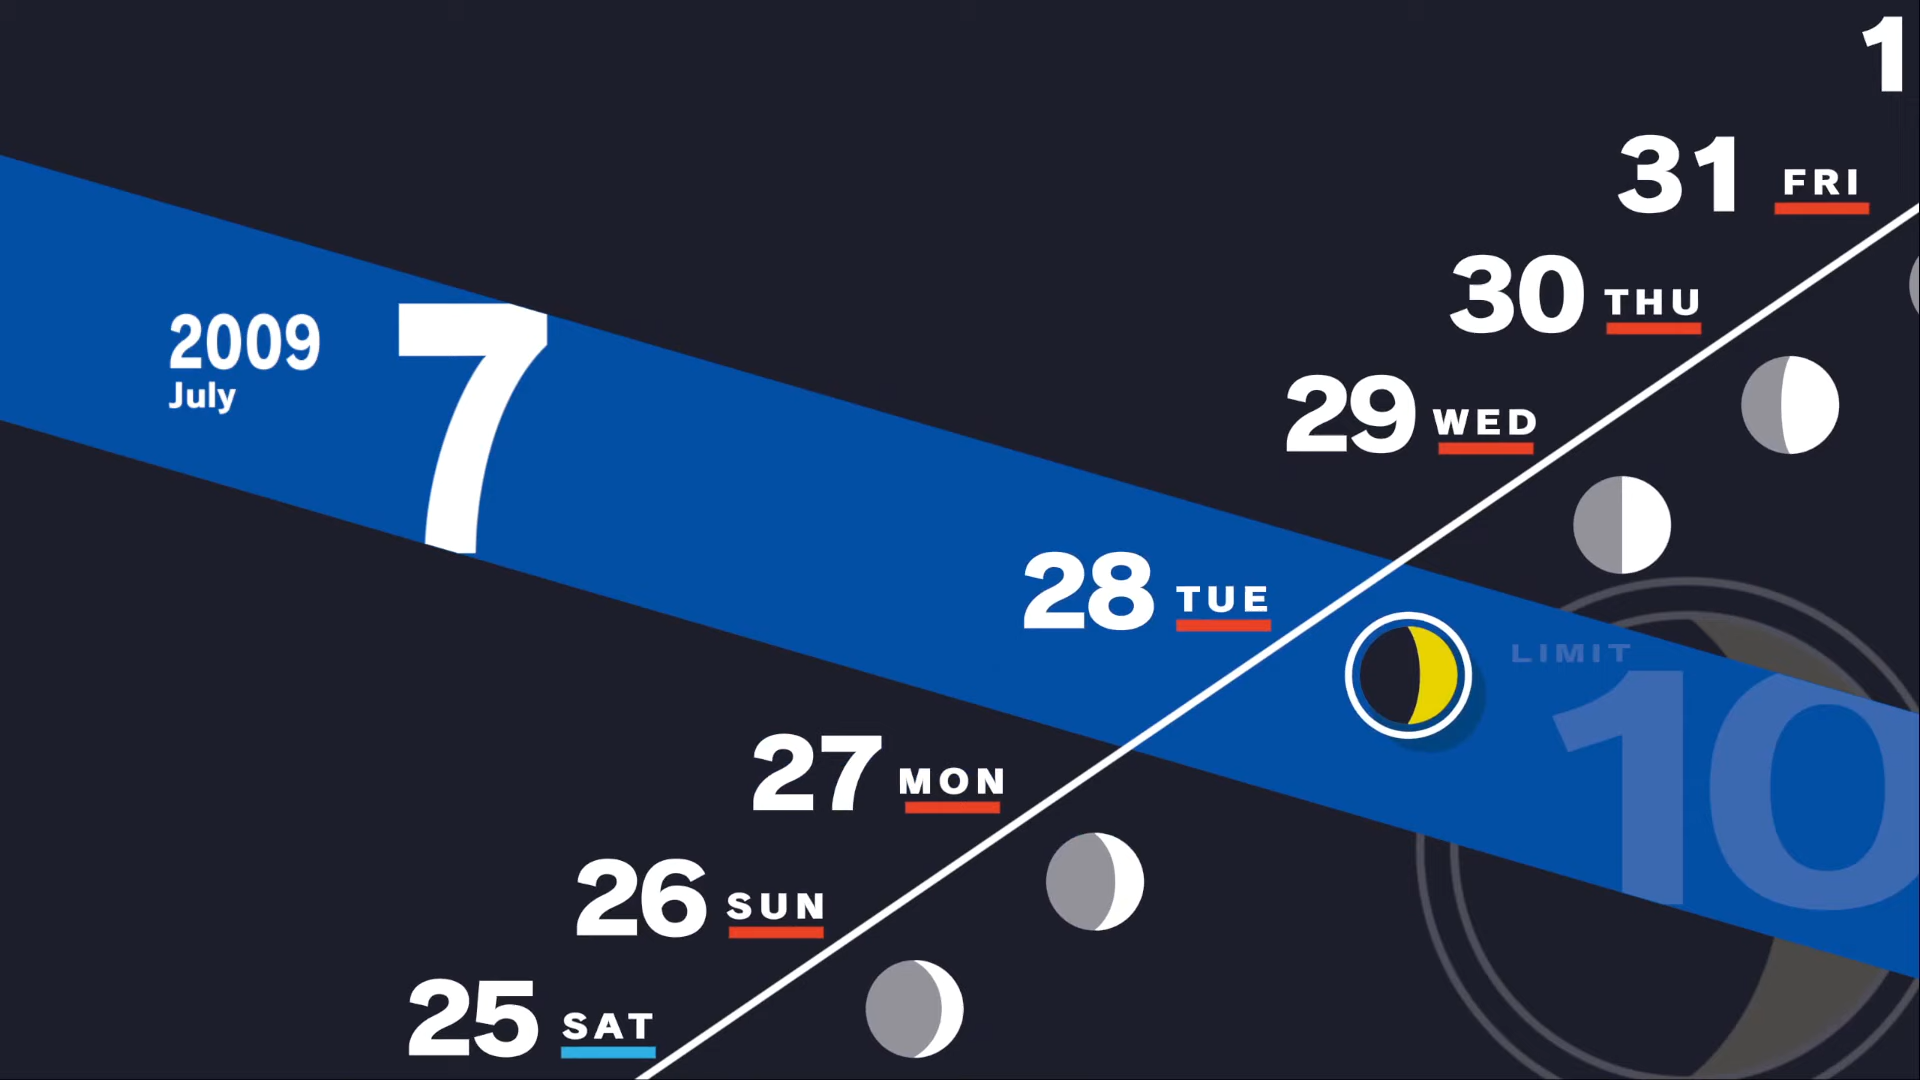 1
31 FRI
30 THU
2009
July
7
29 WED
28 TUE
LIMIT
10
27 MON
26 SUN
25 SAT